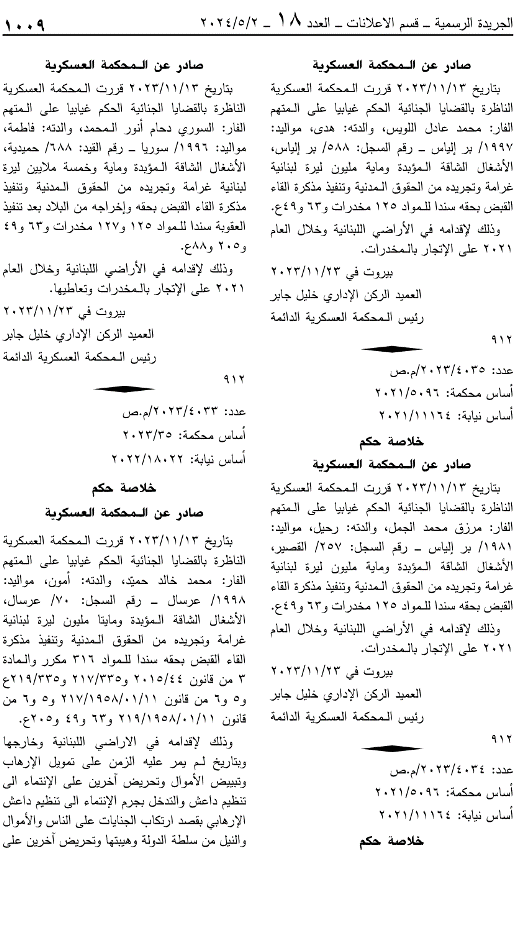 الجريدة الرسمية ــ قسم الاعلانات ــ العدد ١٨ ــ ٢٠٢٤/٥/٢
١٠٠٩
صادر عن المحكمة العسكرية
بتاريخ ٢٠٢٣/١١/١٣ قررت المحكمة العسكرية
الناظرة بالقضايا الجنائية الحكم غيابيا على المتهم
الفار: محمد عادل اللويس، والدته: هدى، مواليد:
١٩٩٧/ بر إلياس ــ رقم السجل: ٥٨٨/ بر إلياس،
الأشغال الشاقة المؤبدة وماية مليون ليرة لبنانية
غرامة وتجريده من الحقوق المدنية وتنفيذ مذكرة القاء
القبض بحقه سندا للمواد ١٢٥ مخدرات و٦٣ و٤٩ع.
وذلك لإقدامه في الأراضي اللبنانية وخلال العام
٢٠٢١ على الإتجار بالمخدرات.
بيروت في ٢٠٢٣/١١/٢٣
العميد الركن الإداري خليل جابر
رئيس المحكمة العسكرية الدائمة
٩١٢
عدد: ٢٠٢٣/٤٠٣٥/م.ص
أساس محكمة: ٢٠٢١/٥٠٩٦
أساس نيابة: ٢٠٢١/١١١٦٤
خلاصة حكم
صادر عن المحكمة العسكرية
بتاريخ ٢٠٢٣/١١/١٣ قررت المحكمة العسكرية
الناظرة بالقضايا الجنائية الحكم غيابيا على المتهم
الفار: مرزق محمد الجمل، والدته: رحيل، مواليد:
١٩٨١/ بر إلياس ــ رقم السجل: ٢٥٧/ القصير،
الأشغال الشاقة المؤبدة وماية مليون ليرة لبنانية
غرامة وتجريده من الحقوق المدنية وتنفيذ مذكرة القاء
القبض بحقه سندا للمواد ١٢٥ مخدرات و٦٣ و٤٩ع.
وذلك لإقدامه في الأراضي اللبنانية وخلال العام
٢٠٢١ على الإتجار بالمخدرات.
بيروت في ٢٠٢٣/١١/٢٣
العميد الركن الإداري خليل جابر
رئيس المحكمة العسكرية الدائمة
٩١٢
عدد: ٢٠٢٣/٤٠٣٤/م.ص
أساس محكمة: ٢٠٢١/٥٠٩٦
أساس نيابة: ٢٠٢١/١١١٦٤
خلاصة حكم
صادر عن المحكمة العسكرية
بتاريخ ٢٠٢٣/١١/١٣ قررت المحكمة العسكرية
الناظرة بالقضايا الجنائية الحكم غيابيا على المتهم
الفار: السوري دحام أنور المحمد، والدته: فاطمة،
مواليد: ١٩٩٦/ سوريا ــ رقم القيد: ٦٨٨/ حميدية،
الأشغال الشاقة المؤبدة وماية وخمسة ملايين ليرة
لبنانية غرامة وتجريده من الحقوق المدنية وتنفيذ
مذكرة القاء القبض بحقه وإخراجه من البلاد بعد تنفيذ
العقوبة سندا للمواد ١٢٥ و١٢٧ مخدرات و٦٣ و٤٩
و٢٠٥ و٨٨ع.
وذلك لإقدامه في الأراضي اللبنانية وخلال العام
٢٠٢١ على الإتجار بالمخدرات وتعاطيها.
بيروت في ٢٠٢٣/١١/٢٣
العميد الركن الإداري خليل جابر
رئيس المحكمة العسكرية الدائمة
٩١٢
عدد: ٢٠٢٣/٤٠٣٣/م.ص
أساس محكمة: ٢٠٢٣/٣٥
أساس نيابة: ٢٠٢٢/١٨٠٢٢
خلاصة حكم
صادر عن المحكمة العسكرية
بتاريخ ٢٠٢٣/١١/١٣ قررت المحكمة العسكرية
الناظرة بالقضايا الجنائية الحكم غيابيا على المتهم
الفار: محمد خالد حميّد، والدته: أمون، مواليد:
١٩٩٨/ عرسال ــ رقم السجل: ٧٠/ عرسال،
الأشغال الشاقة المؤبدة ومايتا مليون ليرة لبنانية
غرامة وتجريده من الحقوق المدنية وتنفيذ مذكرة
القاء القبض بحقه سندا للمواد ٣١٦ مكرر والمادة
٣ من قانون ٢٠١٥/٤٤ و٢١٧/٣٣٥ و٢١٩/٣٣٥ع
و٥ و٦ من قانون ٢١٧/١٩٥٨/٠١/١١ و٥ و٦ من
قانون ٢١٩/١٩٥٨/٠١/١١ و٦٣ و٤٩ و٢٠٥ع.
وذلك لإقدامه في الاراضي اللبنانية وخارجها
وبتاريخ لم يمر عليه الزمن على تمويل الإرهاب
وتبييض الأموال وتحريض آخرين على الإنتماء الى
تنظيم داعش والتدخل بجرم الإنتماء الى تنظيم داعش
الإرهابي بقصد ارتكاب الجنايات على الناس والأموال
والنيل من سلطة الدولة وهيبتها وتحريض آخرين على